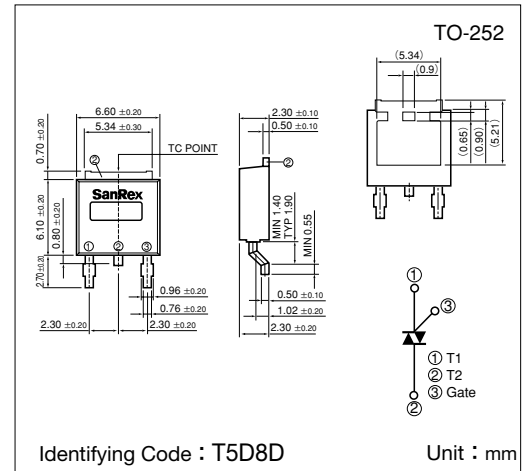 TO-252
(5.34)
(0.9)
6.60 ±0.20
5.34 ±0.30
0.70 ±0.20
TC POINT
②
SanRex
6.10 ±0.20
0.80 ±0.20
① ② ③
2.70±0.20
0.96 ±0.20
0.76 ±0.20
2.30 ±0.20
2.30 ±0.20
2.30 ±0.10
0.50 ±0.10
②
MIN 1.40
TYP 1.90
MIN 0.55
0.50 ±0.10
1.02 ±0.20
2.30 ±0.20
(0.65)
(0.90)
(5.21)
①
③
②
① T1
② T2
③ Gate
Identifying Code：T5D8D
Unit：mm